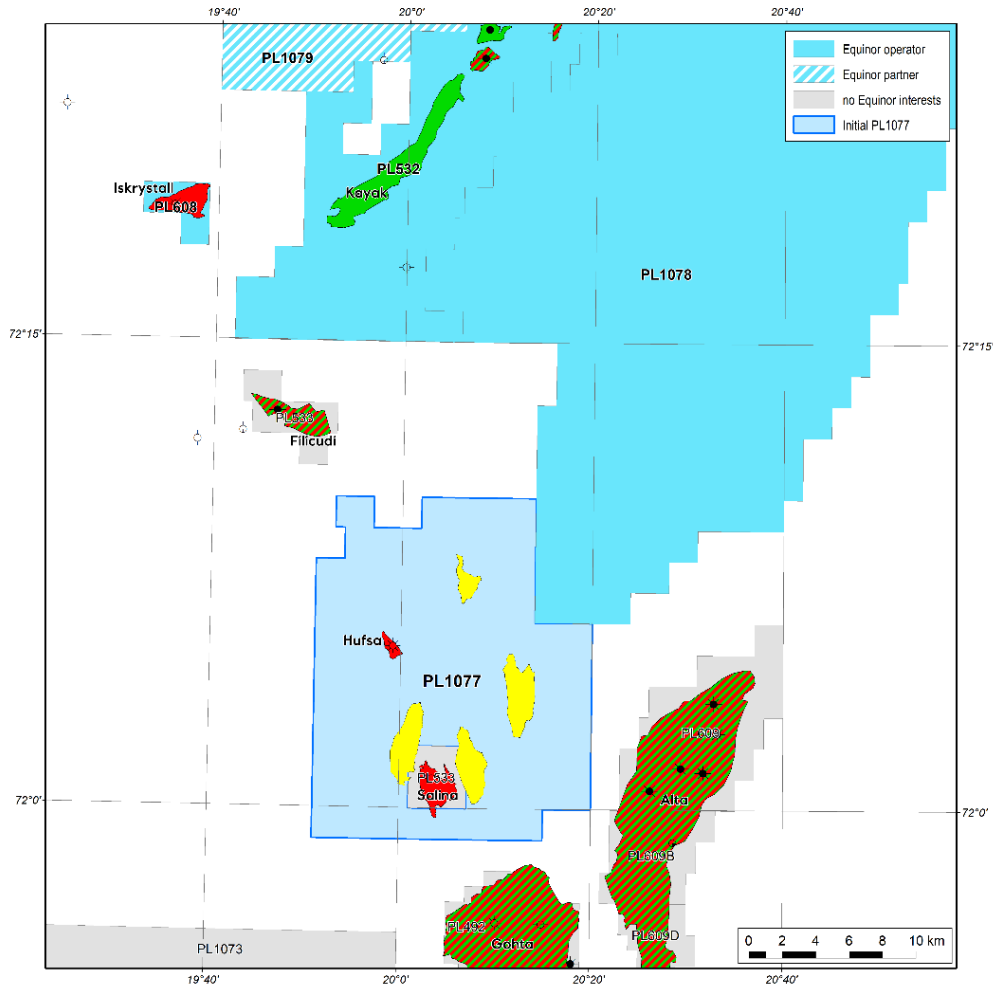 19°40'
20°0'
20°20'
20°40'
PL1079
Equinor operator
Equinor partner
no Equinor interests
Initial PL1077
PL532
Kayak
Iskrystall
PL608
PL1078
72°15'
72°15'
PL533
Filicudi
Hufsa
PL1077
PL533
Salina
PL609
Alta
72°0'
72°0'
PL609B
PL492
Gohta
PL609D
PL1073
0 2 4 6 8 10 km
19°40'
20°0'
20°20'
20°40'